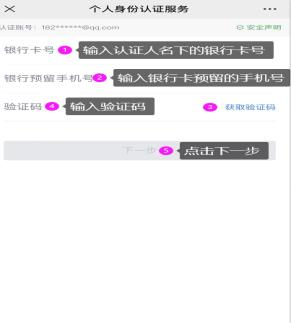 个人身份认证服务 ...
认证账号：182*****@qq.com 安全声明
银行卡号 1 输入认证人名下的银行卡号
银行预留手机号 2 输入银行卡预留的手机号
验证码 4 输入验证码 3 获取验证码
下一步 5 点击下一步